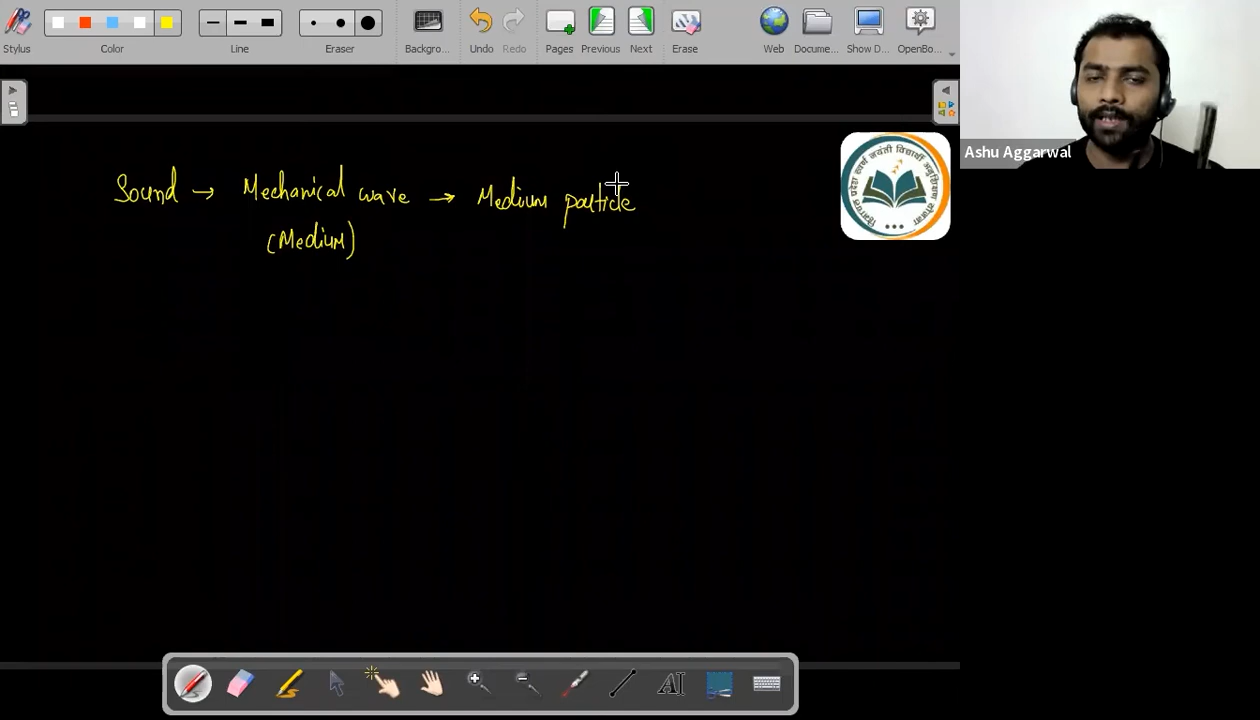 Stylus
Color
Line
Eraser
Backgro...
Undo
Redo
Pages
Previous
Next
Erase
Web
Docume...
Show D...
OpenBo...
Ashu Aggarwal
Sound → Mechanical wave → Medium particle
(Medium)